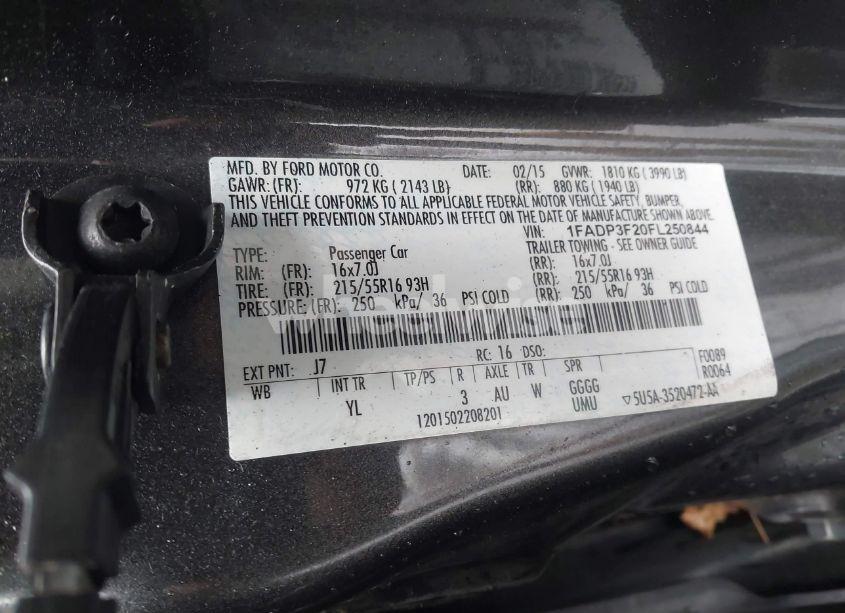 MFD. BY FORD MOTOR CO. DATE: 02/15 GVWR: 1810 KG ( 3990 LB)
GAWR: (FR): 972 KG ( 2143 LB) (RR): 880 KG ( 1940 LB)
THIS VEHICLE CONFORMS TO ALL APPLICABLE FEDERAL MOTOR VEHICLE SAFETY, BUMPER,
AND THEFT PREVENTION STANDARDS IN EFFECT ON THE DATE OF MANUFACTURE SHOWN ABOVE.
VIN: 1FADP3F20FL250844
TYPE: Passenger Car TRAILER TOWING - SEE OWNER GUIDE
RIM: (FR): 16x7.0J (RR): 16x7.0J
TIRE: (FR): 215/55R16 93H (RR): 215/55R16 93H
PRESSURE: (FR): 250 kPa/ 36 PSI COLD (RR): 250 kPa/ 36 PSI COLD
EXT PNT: J7 RC: 16 DSO: F0089
WB INT TR TP/PS R AXLE TR SPR R0064
YL 3 AU W GGGG
1201502208201 UMU ▽5U5A-3520472-AA